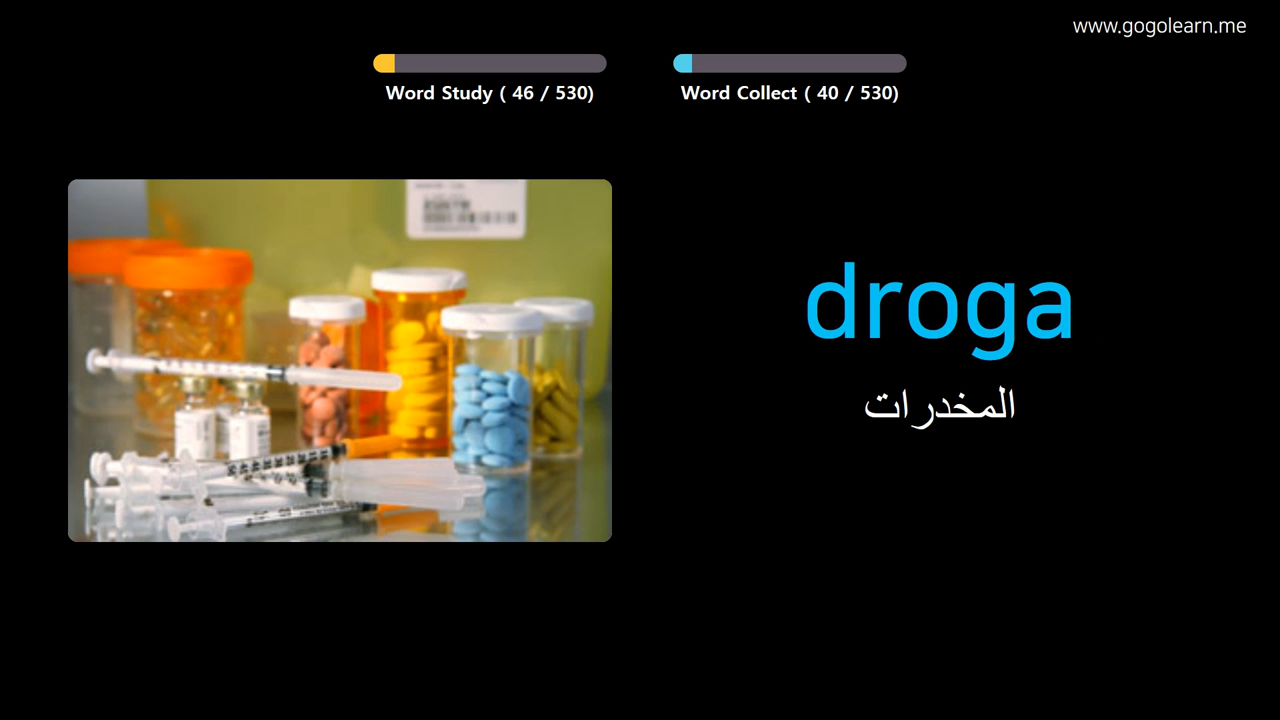 www.gogolearn.me
Word Study ( 46 / 530)
Word Collect ( 40 / 530)
droga
المخدرات